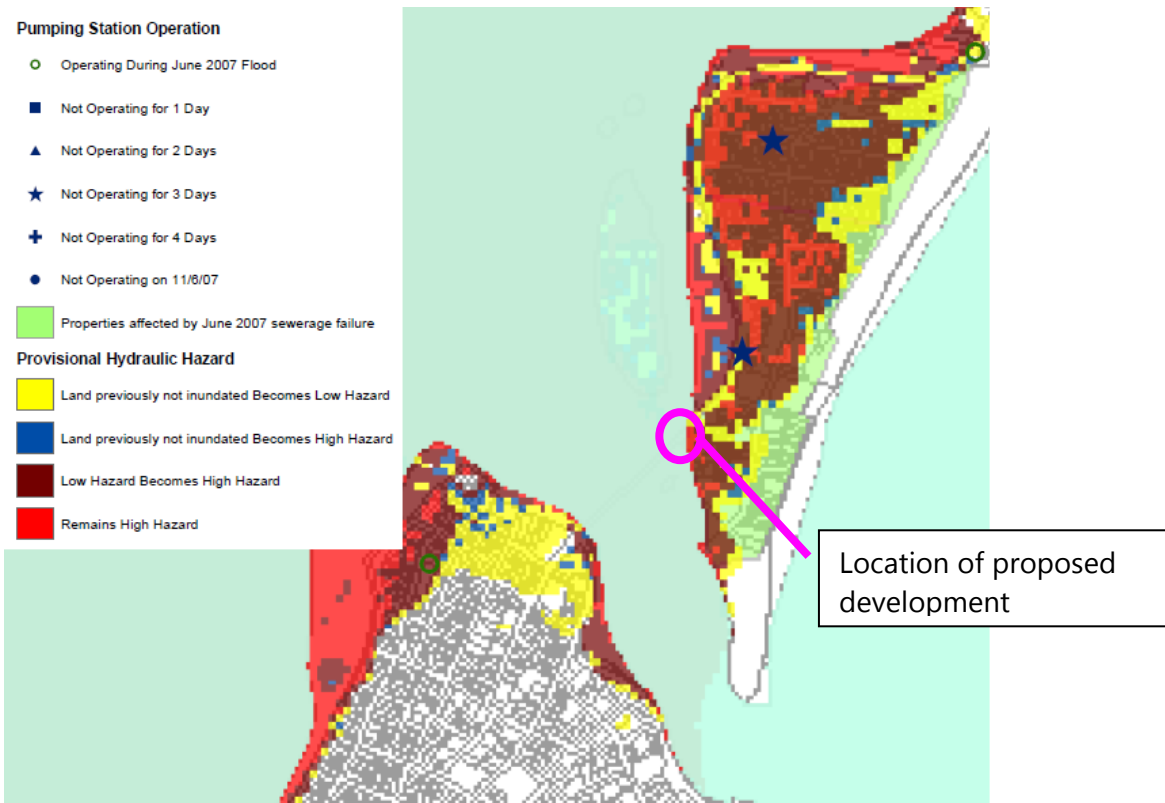 Pumping Station Operation
Operating During June 2007 Flood
Not Operating for 1 Day
Not Operating for 2 Days
Not Operating for 3 Days
Not Operating for 4 Days
Not Operating on 11/6/07
Properties affected by June 2007 sewerage failure
Provisional Hydraulic Hazard
Land previously not inundated Becomes Low Hazard
Land previously not inundated Becomes High Hazard
Low Hazard Becomes High Hazard
Remains High Hazard
Location of proposed
development